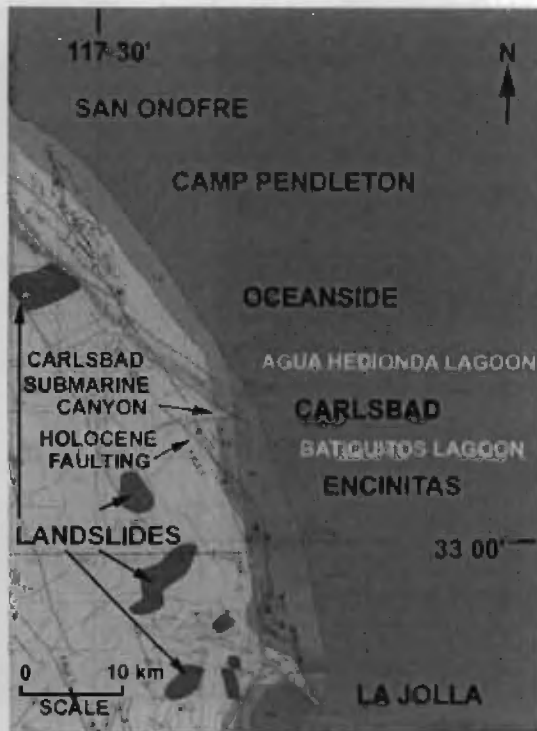 117 30'
N
SAN ONOFRE
CAMP PENDLETON
OCEANSIDE
CARLSBAD
SUBMARINE
CANYON
AGUA HEDIONDA LAGOON
CARLSBAD
HOLOCENE
FAULTING
BATIQUITOS LAGOON
ENCINITAS
LANDSLIDES
33 00'
0 10 km
SCALE
LA JOLLA